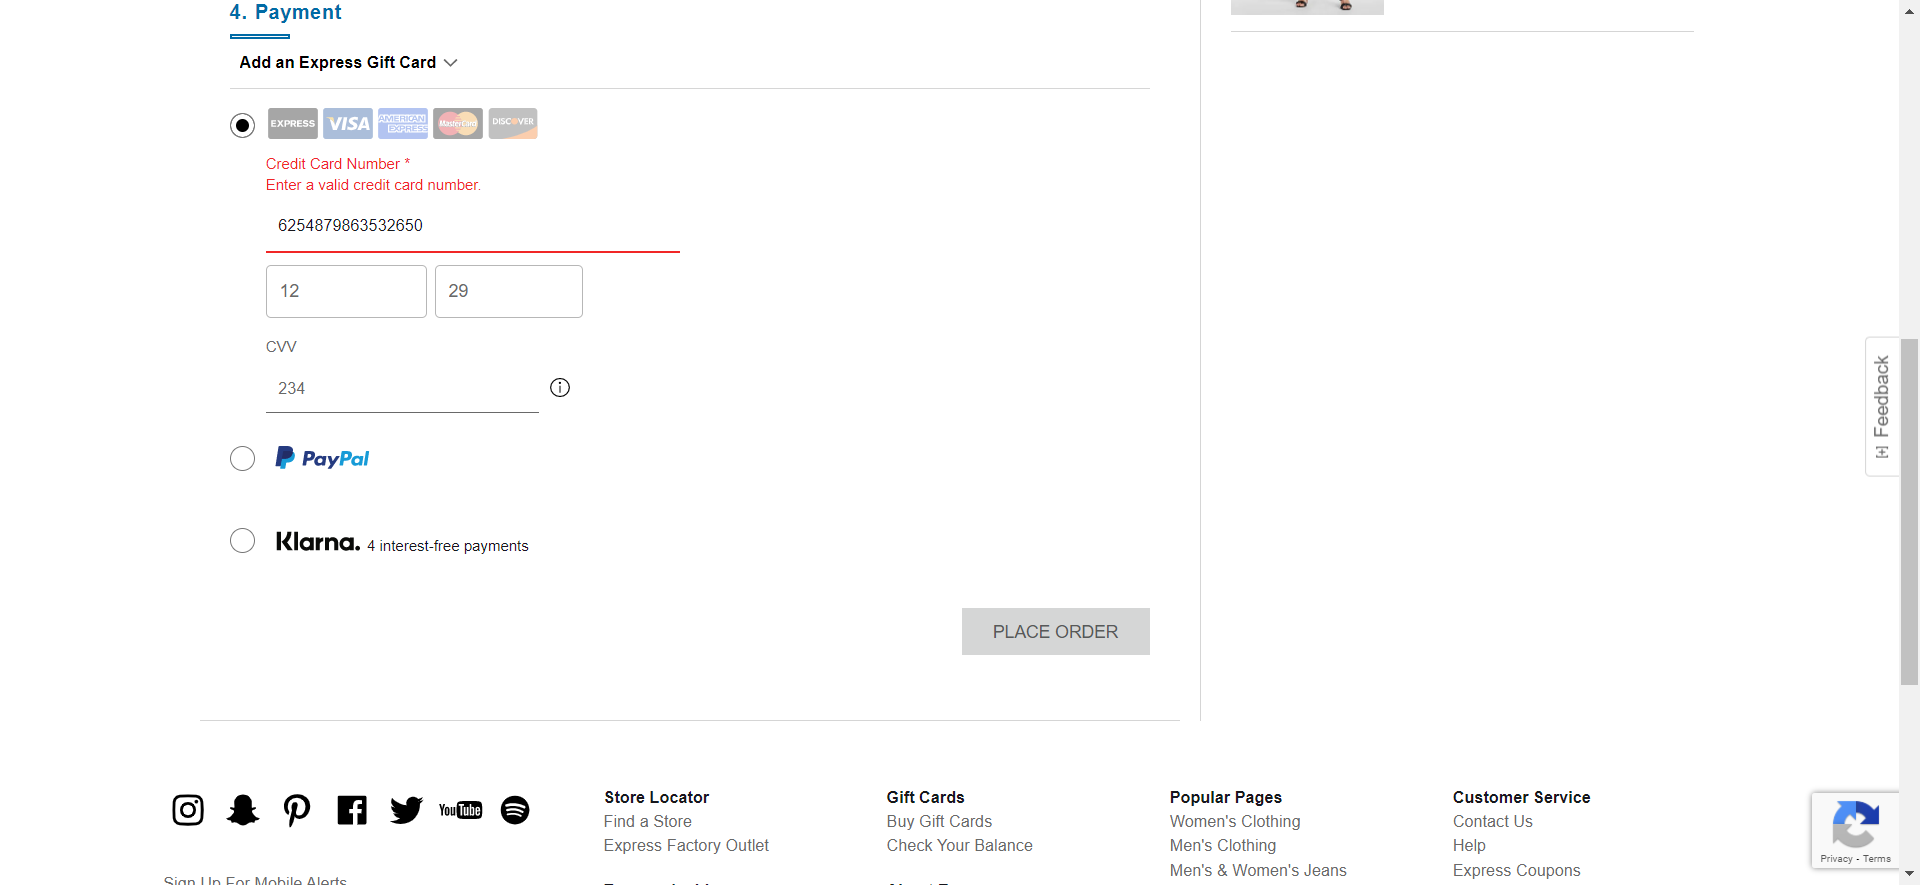 4. Payment
Add an Express Gift Card
EXPRESS VISA AMERICAN EXPRESS MasterCard DISCOVER
Credit Card Number *
Enter a valid credit card number.
6254879863532650
12 29
CVV
234
PayPal
Klarna. 4 interest-free payments
PLACE ORDER
[+] Feedback
YouTube
Sign Up For Mobile Alerts
Store Locator
Find a Store
Express Factory Outlet
Gift Cards
Buy Gift Cards
Check Your Balance
Popular Pages
Women's Clothing
Men's Clothing
Men's & Women's Jeans
Customer Service
Contact Us
Help
Express Coupons
Privacy - Terms